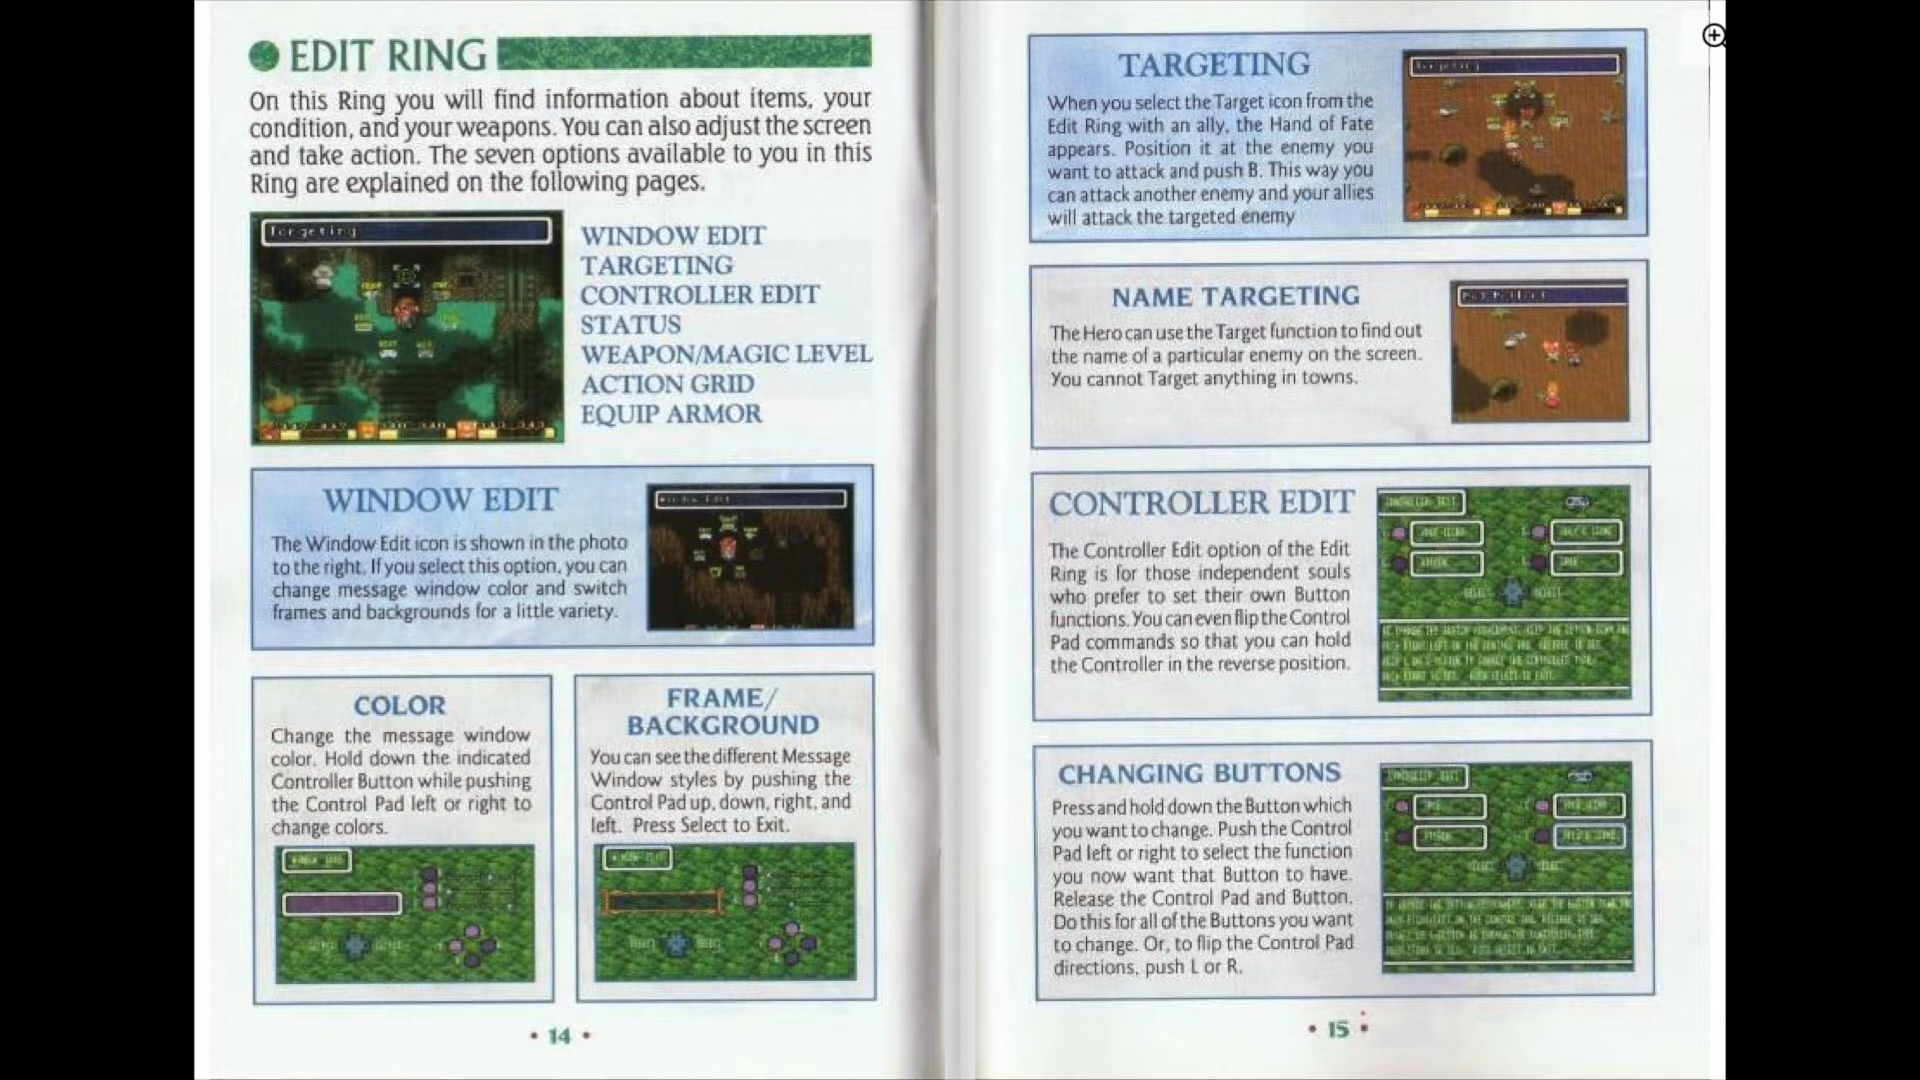 EDIT RING
On this Ring you will find information about items, your
condition, and your weapons. You can also adjust the screen
and take action. The seven options available to you in this
Ring are explained on the following pages.
Targeting
WINDOW EDIT
TARGETING
CONTROLLER EDIT
STATUS
WEAPON/MAGIC LEVEL
ACTION GRID
EQUIP ARMOR
WINDOW EDIT
The Window Edit icon is shown in the photo
to the right. If you select this option, you can
change message window color and switch
frames and backgrounds for a little variety.
COLOR
Change the message window
color. Hold down the indicated
Controller Button while pushing
the Control Pad left or right to
change colors.
FRAME/
BACKGROUND
You can see the different Message
Window styles by pushing the
Control Pad up, down, right, and
left. Press Select to Exit.
• 14 •
TARGETING
When you select the Target icon from the
Edit Ring with an ally, the Hand of Fate
appears. Position it at the enemy you
want to attack and push B. This way you
can attack another enemy and your allies
will attack the targeted enemy
Targeting
NAME TARGETING
The Hero can use the Target function to find out
the name of a particular enemy on the screen.
You cannot Target anything in towns.
CONTROLLER EDIT
The Controller Edit option of the Edit
Ring is for those independent souls
who prefer to set their own Button
functions. You can even flip the Control
Pad commands so that you can hold
the Controller in the reverse position.
CONTROLLER EDIT
CHANGING BUTTONS
Press and hold down the Button which
you want to change. Push the Control
Pad left or right to select the function
you now want that Button to have.
Release the Control Pad and Button.
Do this for all of the Buttons you want
to change. Or, to flip the Control Pad
directions, push L or R.
CONTROLLER EDIT
• 15 •